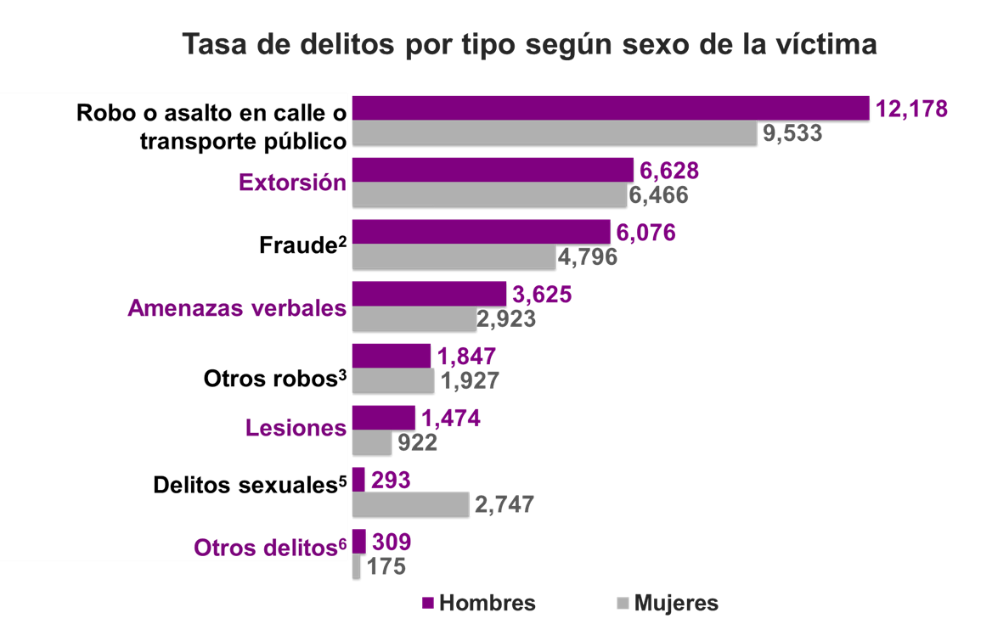 Tasa de delitos por tipo según sexo de la víctima
Robo o asalto en calle o
transporte público
12,178
9,533
Extorsión
6,628
6,466
Fraude²
6,076
4,796
Amenazas verbales
3,625
2,923
Otros robos³
1,847
1,927
Lesiones
1,474
922
Delitos sexuales⁵
293
2,747
Otros delitos⁶
309
175
Hombres
Mujeres